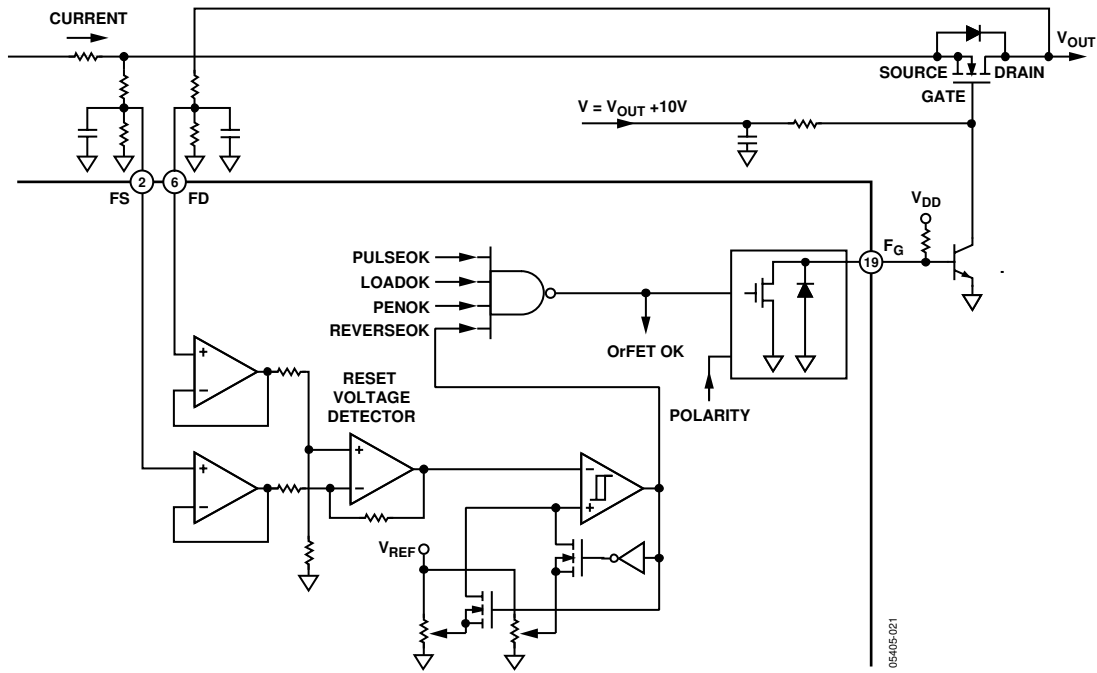 CURRENT
VOUT
SOURCE
DRAIN
GATE
V = VOUT +10V
2
6
FS
FD
VDD
FG
19
PULSEOK
LOADOK
PENOK
REVERSEOK
OrFET OK
POLARITY
RESET
VOLTAGE
DETECTOR
+
–
+
–
+
–
–
+
VREF
05405-021